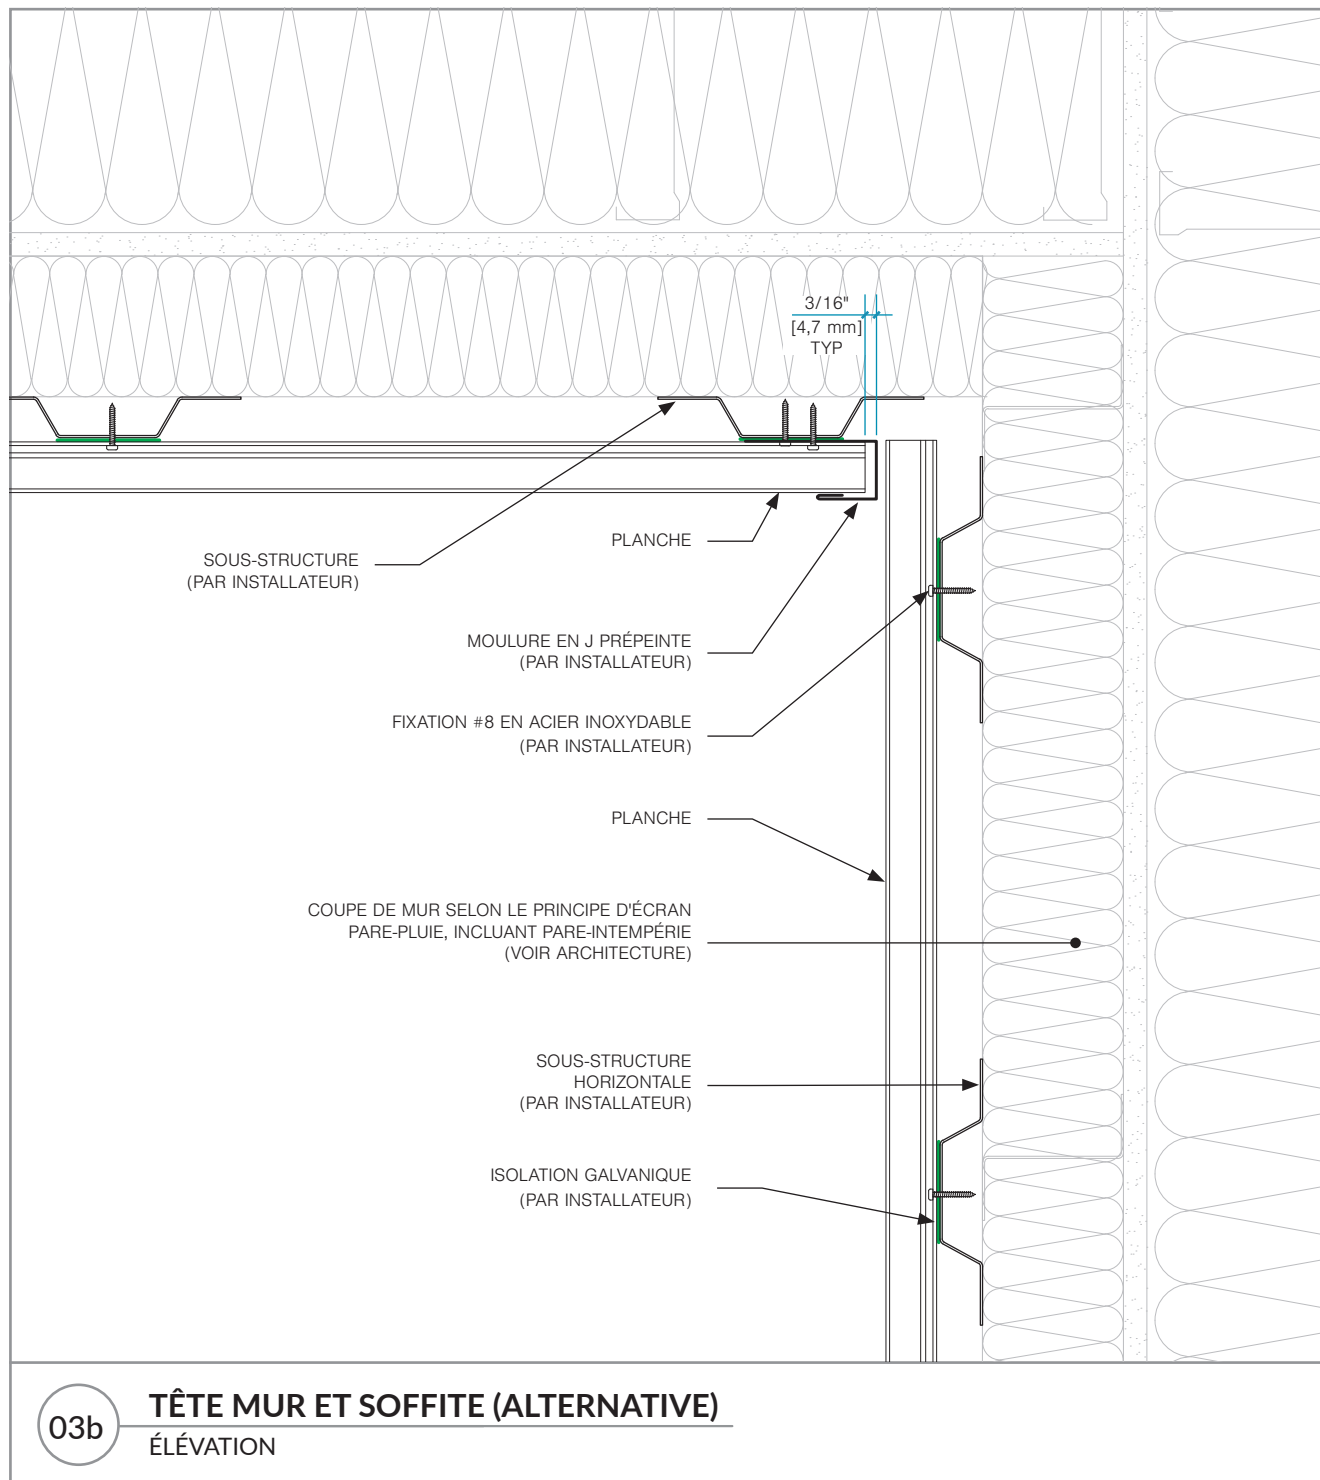 3/16"
[4,7 mm]
TYP
PLANCHE
SOUS-STRUCTURE
(PAR INSTALLATEUR)
MOULURE EN J PRÉPEINTE
(PAR INSTALLATEUR)
FIXATION #8 EN ACIER INOXYDABLE
(PAR INSTALLATEUR)
PLANCHE
COUPE DE MUR SELON LE PRINCIPE D'ÉCRAN
PARE-PLUIE, INCLUANT PARE-INTEMPÉRIE
(VOIR ARCHITECTURE)
SOUS-STRUCTURE
HORIZONTALE
(PAR INSTALLATEUR)
ISOLATION GALVANIQUE
(PAR INSTALLATEUR)
03b
TÊTE MUR ET SOFFITE (ALTERNATIVE)
ÉLÉVATION